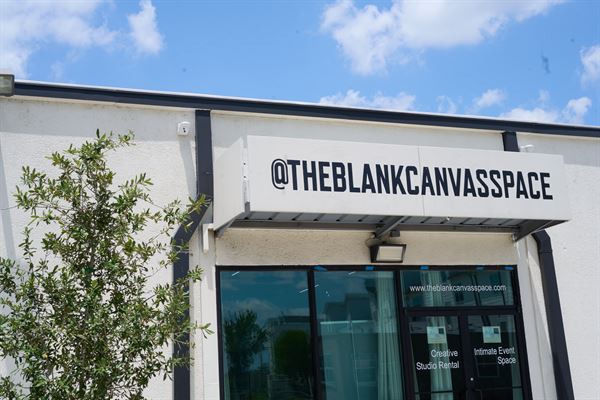 @THEBLANKCANVASSPACE
www.theblankcanvasspace.com
Creative
Studio Rental
Intimate Event
Space